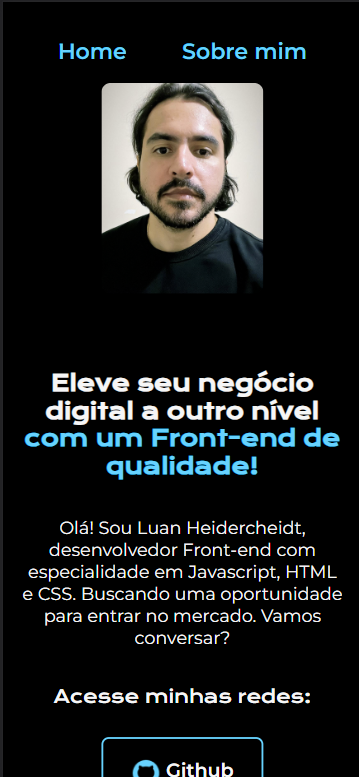 Home Sobre mim
Eleve seu negócio
digital a outro nível
com um Front-end de
qualidade!
Olá! Sou Luan Heidercheidt,
desenvolvedor Front-end com
especialidade em Javascript, HTML
e CSS. Buscando uma oportunidade
para entrar no mercado. Vamos
conversar?
Acesse minhas redes:
Github